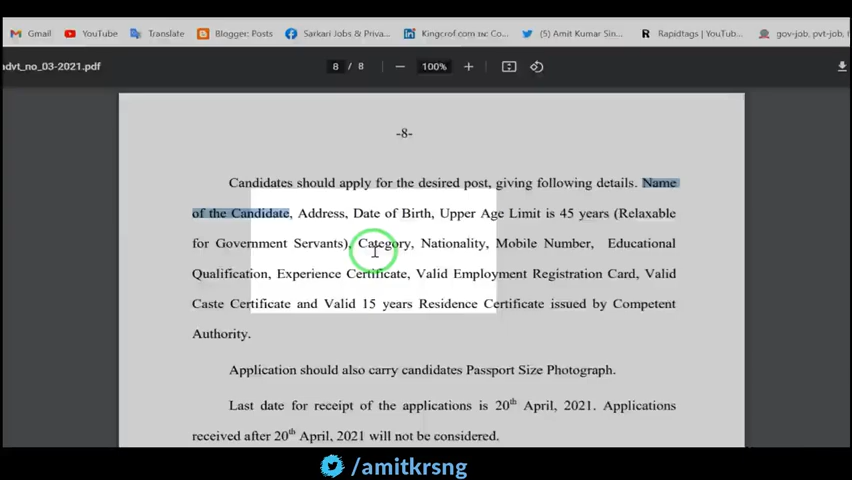 Gmail YouTube Translate Blogger: Posts Sarkari Jobs & Priva... Kingcrof.com Co... (5) Amit Kumar Sin... Rapidtags | YouTub... gov-job, pvt-job, f
advt_no_03-2021.pdf 8 / 8 100%
-8-
Candidates should apply for the desired post, giving following details. Name
of the Candidate, Address, Date of Birth, Upper Age Limit is 45 years (Relaxable
for Government Servants), Category, Nationality, Mobile Number, Educational
Qualification, Experience Certificate, Valid Employment Registration Card, Valid
Caste Certificate and Valid 15 years Residence Certificate issued by Competent
Authority.
Application should also carry candidates Passport Size Photograph.
Last date for receipt of the applications is 20th April, 2021. Applications
received after 20th April, 2021 will not be considered.
/amitkrsng